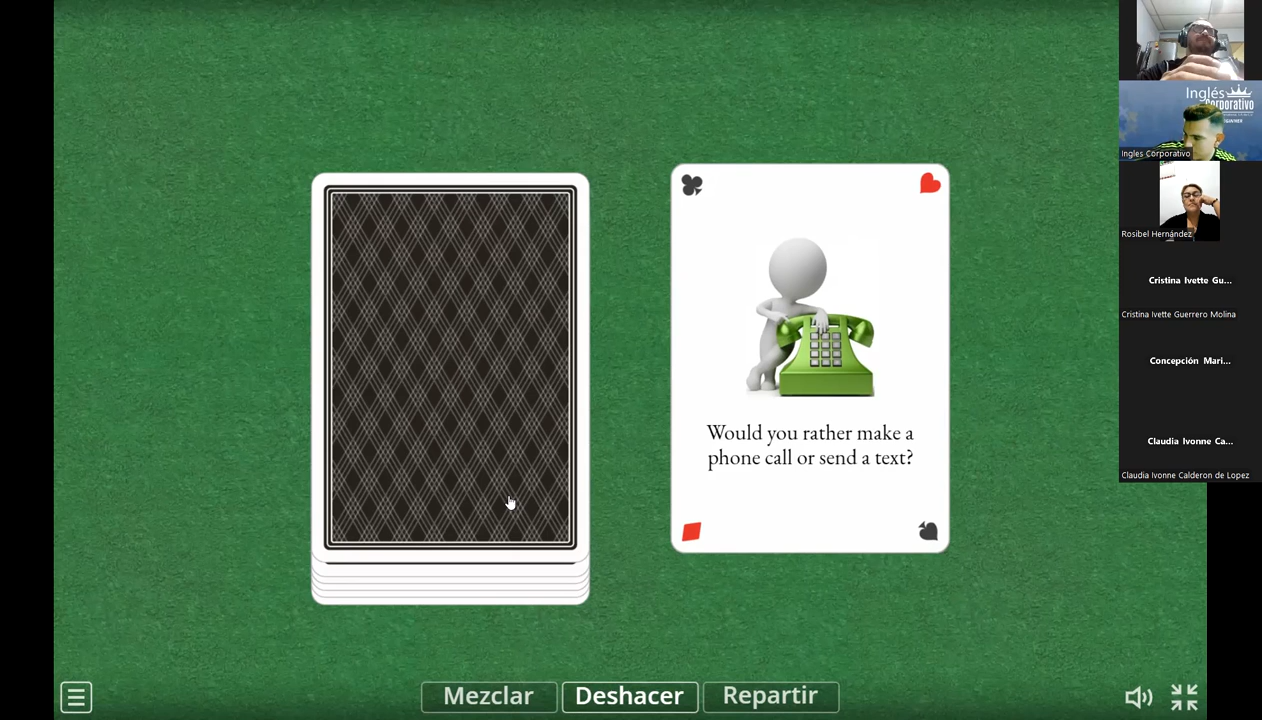 Would you rather make a
phone call or send a text?
Mezclar
Deshacer
Repartir
Inglés
Corporativo
Ingles Corporativo
Rosibel Hernández
Cristina Ivette Gu...
Cristina Ivette Guerrero Molina
Concepción Mari...
Claudia Ivonne Ca...
Claudia Ivonne Calderon de Lopez